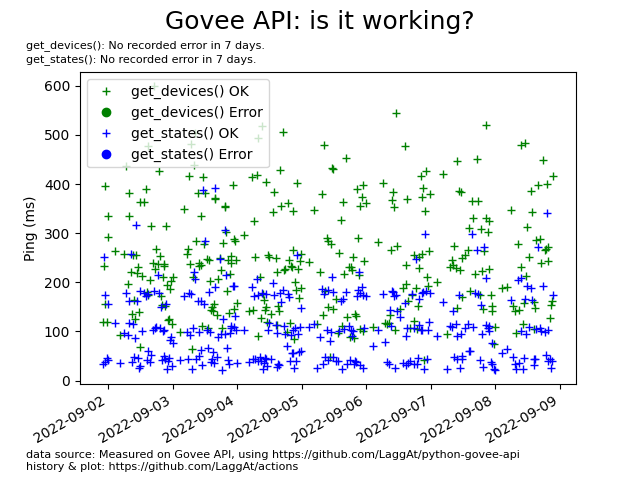 Govee API: is it working?
get_devices(): No recorded error in 7 days.
get_states(): No recorded error in 7 days.
get_devices() OK
get_devices() Error
get_states() OK
get_states() Error
Ping (ms)
600
500
400
300
200
100
0
2022-09-02
2022-09-03
2022-09-04
2022-09-05
2022-09-06
2022-09-07
2022-09-08
2022-09-09
data source: Measured on Govee API, using https://github.com/LaggAt/python-govee-api
history & plot: https://github.com/LaggAt/actions